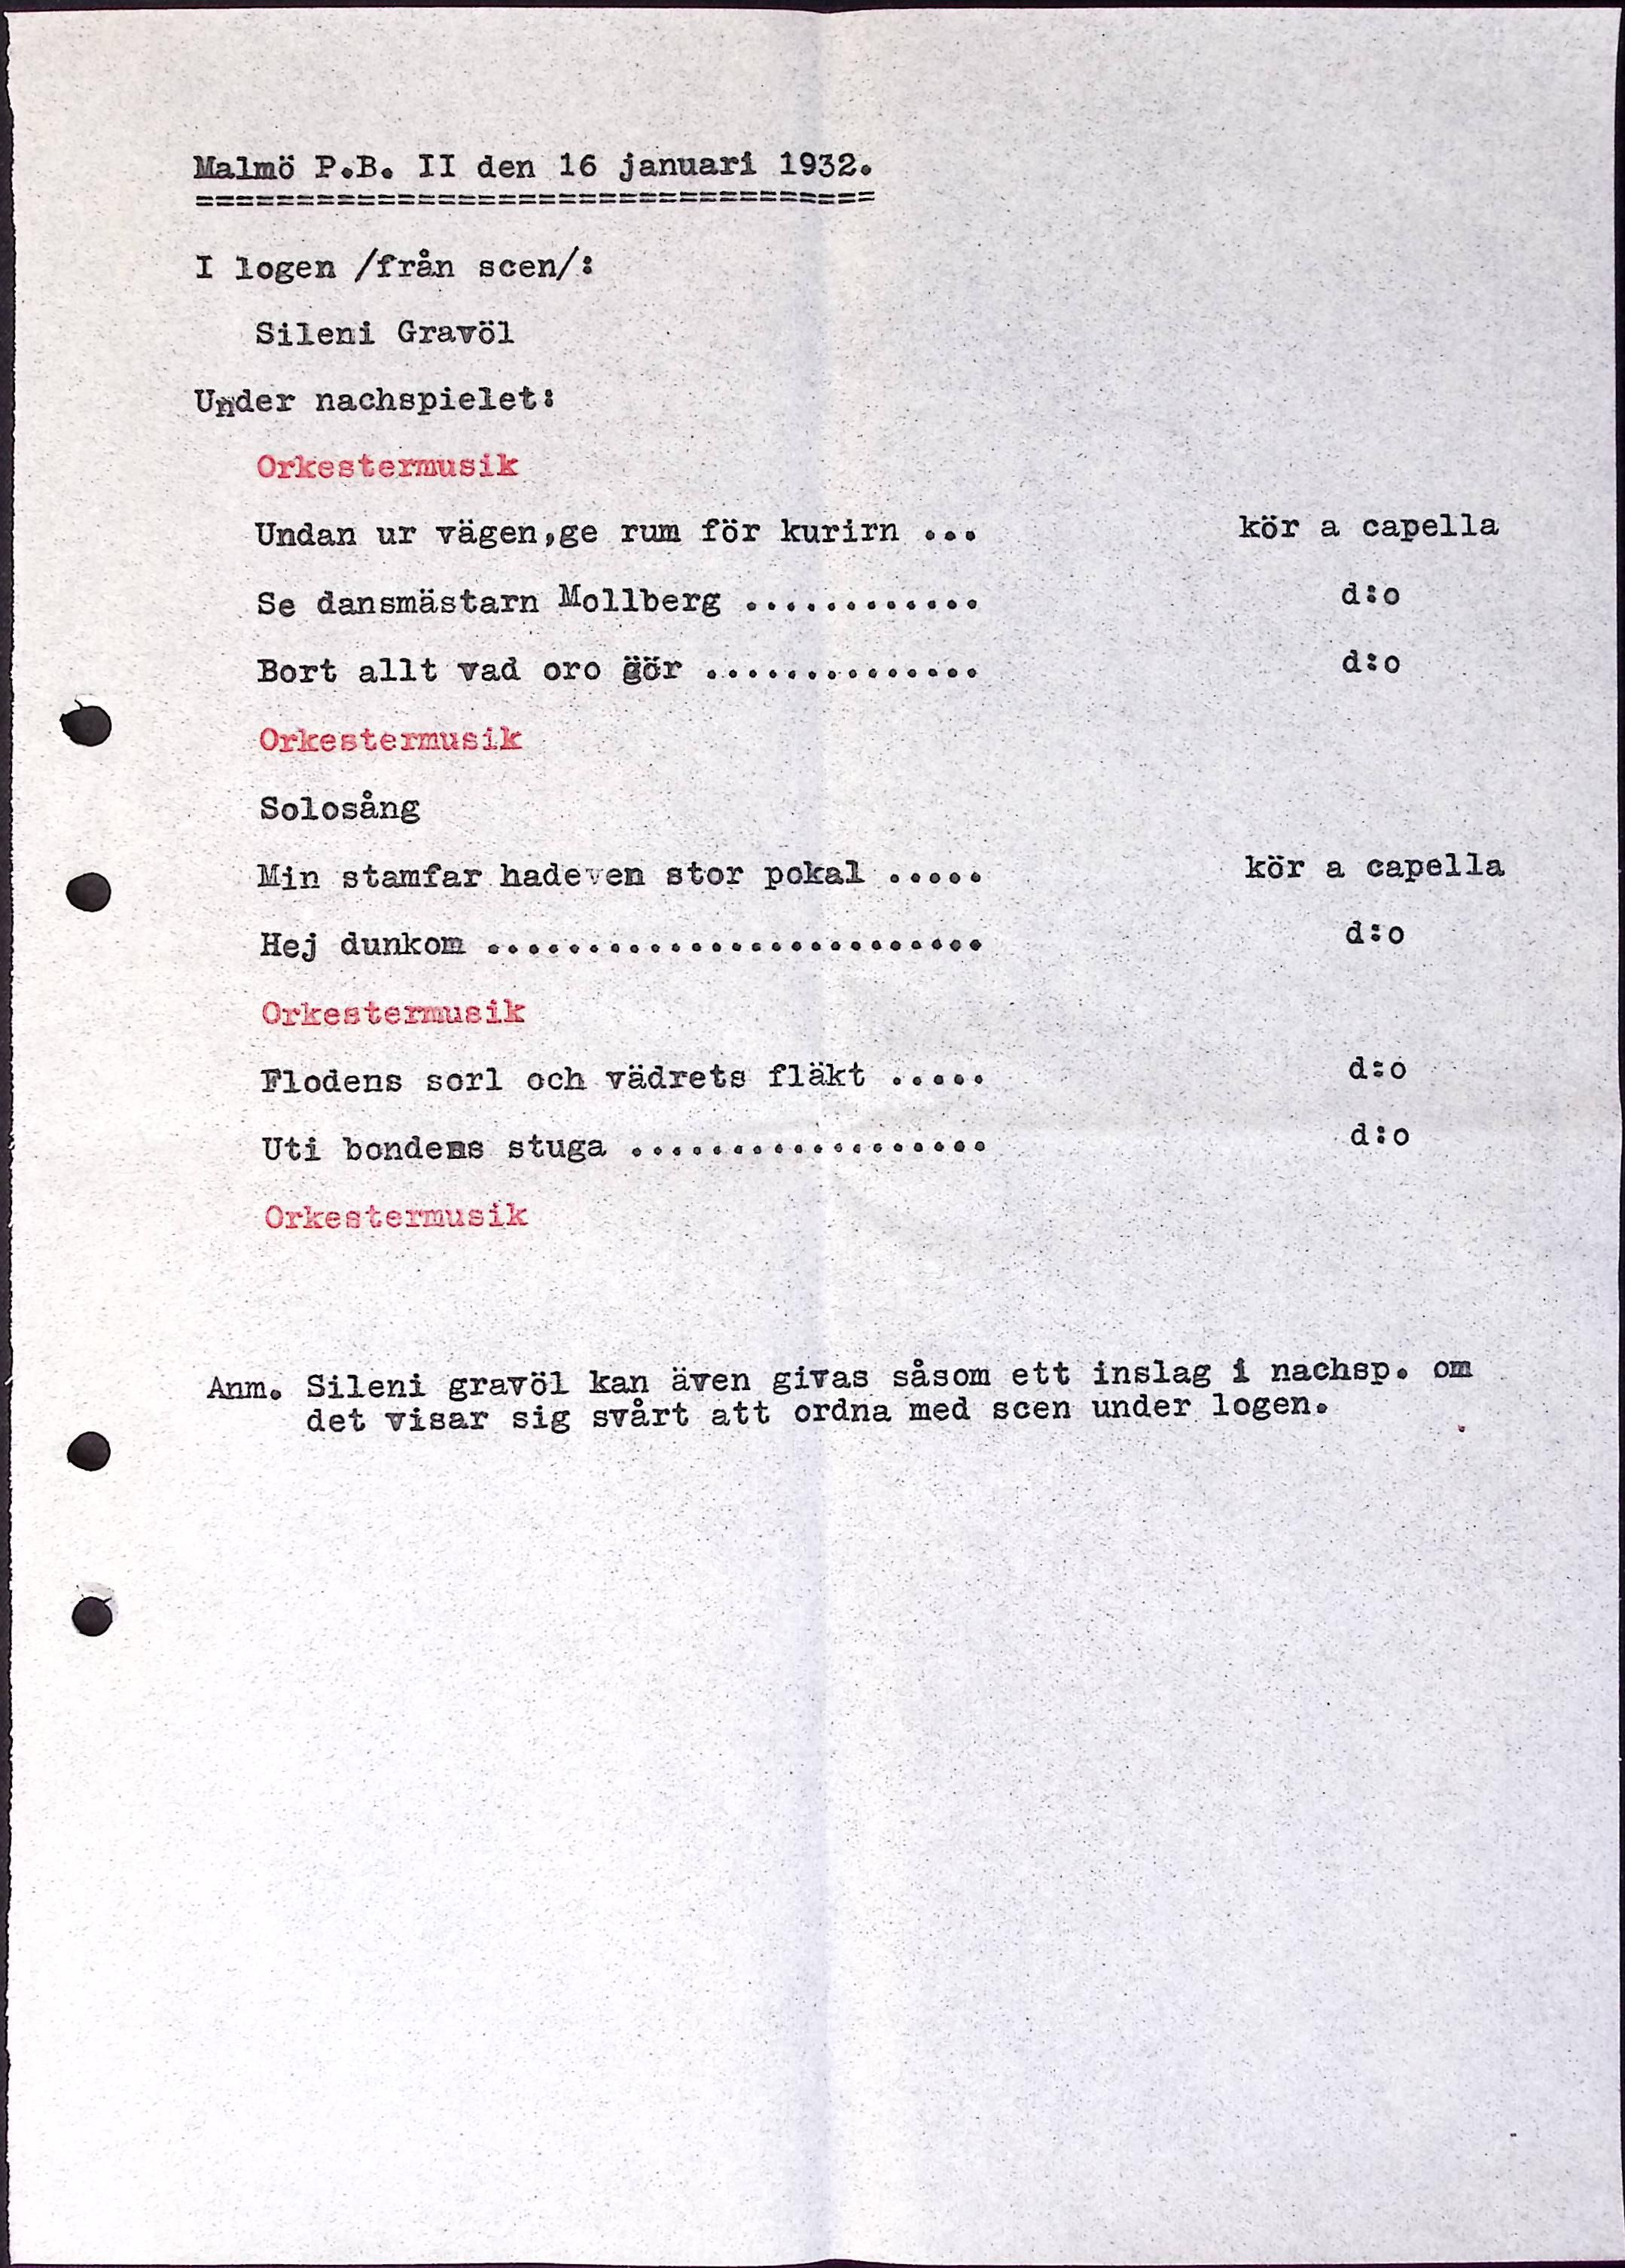 Malmö P.B. II den 16 januari 1932.
==================================
I logen /från scen/:
Sileni Gravöl
Under nachspielet:
Orkestermusik
Undan ur vägen,ge rum för kurirn ... kör a capella
Se dansmästarn Mollberg ............ d:o
Bort allt vad oro gör .............. d:o
Orkestermusik
Solosång
Min stamfar hade en stor pokal ..... kör a capella
Hej dunkom ......................... d:o
Orkestermusik
Flodens sorl och vädrets fläkt ..... d:o
Uti bondens stuga .................. d:o
Orkestermusik
Anm. Sileni gravöl kan även givas såsom ett inslag i nachsp. om
det visar sig svårt att ordna med scen under logen.